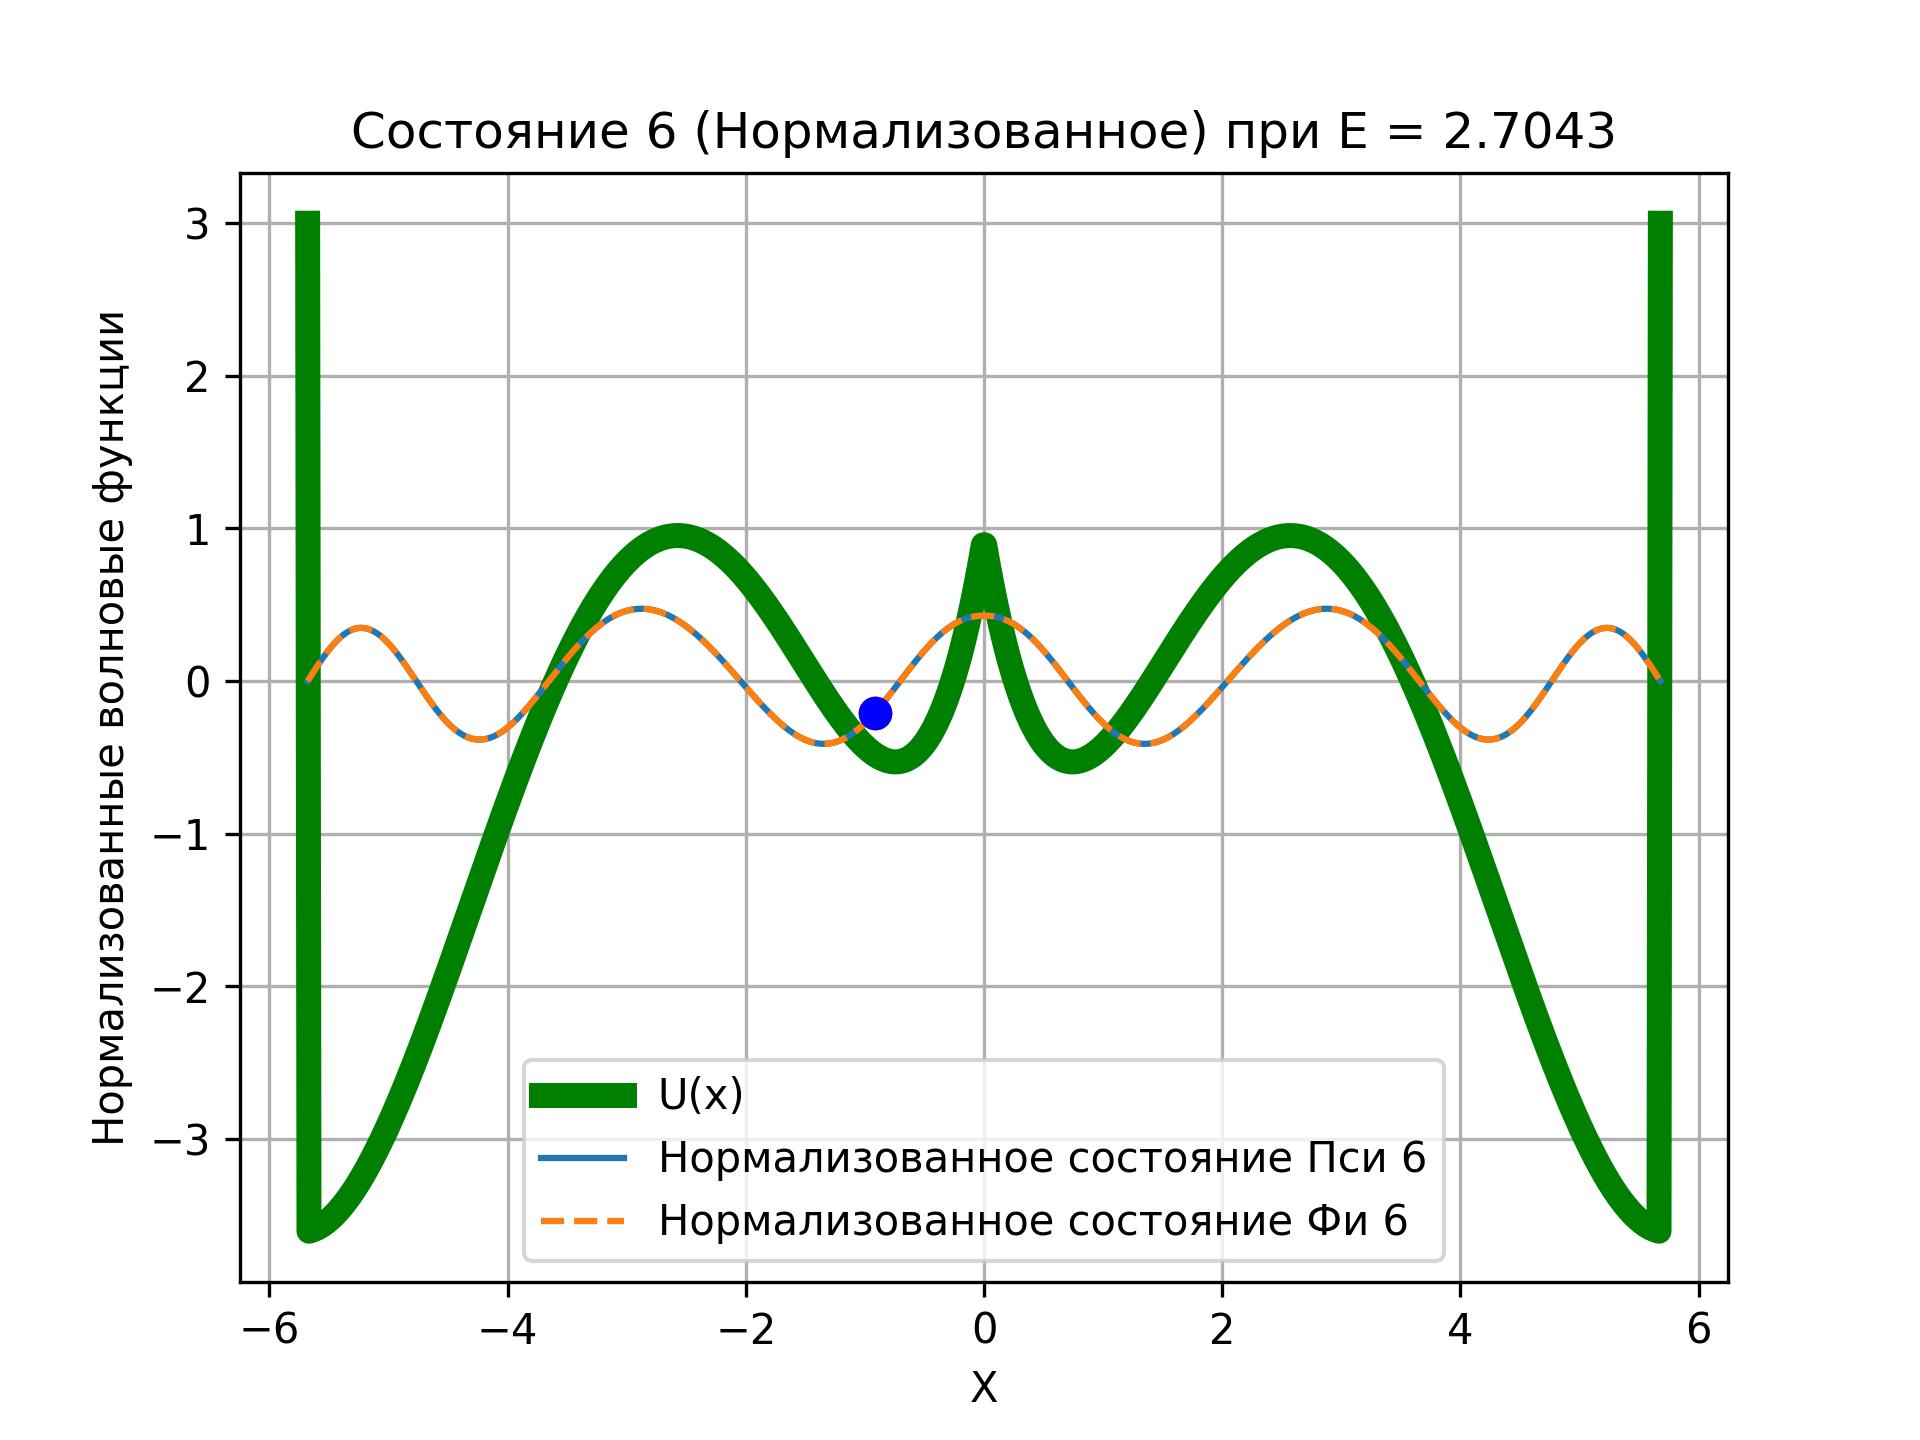 Состояние 6 (Нормализованное) при E = 2.7043
Нормализованные волновые функции
3
2
1
0
−1
−2
−3
U(x)
Нормализованное состояние Пси 6
Нормализованное состояние Фи 6
−6 −4 −2 0 2 4 6
X